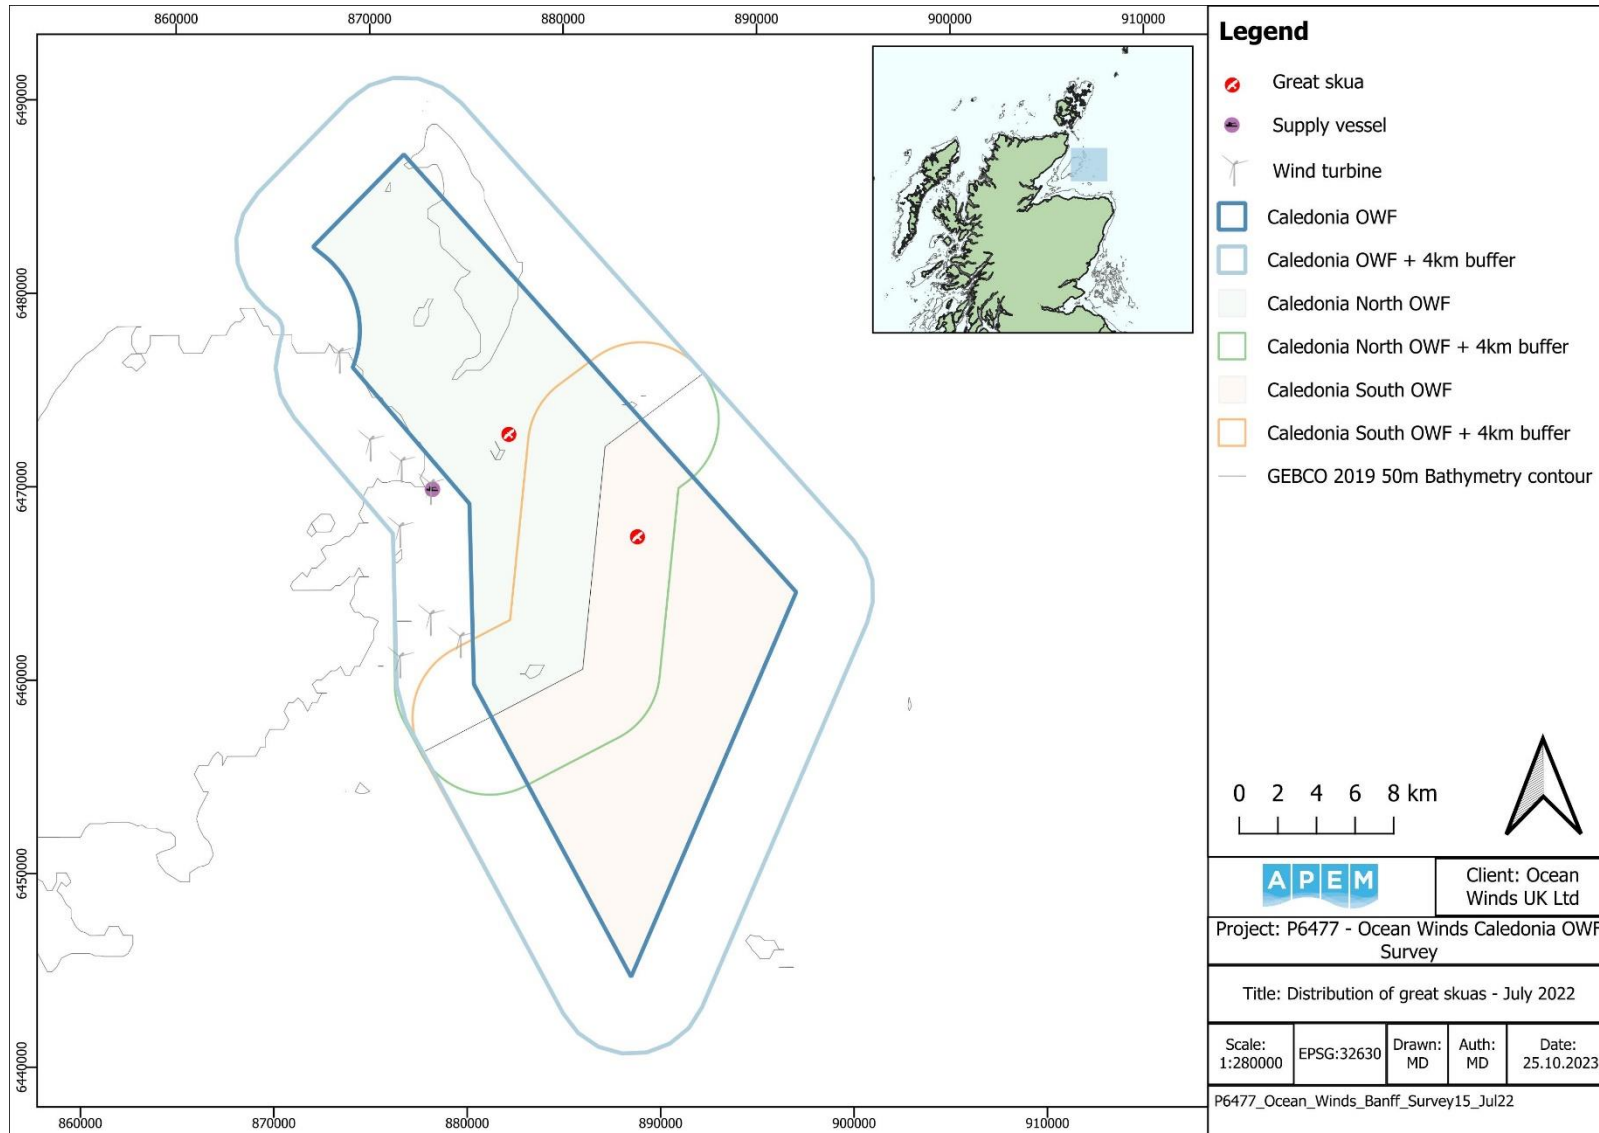 860000 870000 880000 890000 900000 910000
6490000
6480000
6470000
6460000
6450000
6440000
860000 870000 880000 890000 900000 910000
Legend
Great skua
Supply vessel
Wind turbine
Caledonia OWF
Caledonia OWF + 4km buffer
Caledonia North OWF
Caledonia North OWF + 4km buffer
Caledonia South OWF
Caledonia South OWF + 4km buffer
GEBCO 2019 50m Bathymetry contour
0 2 4 6 8 km
APEM
Client: Ocean
Winds UK Ltd
Project: P6477 - Ocean Winds Caledonia OWF
Survey
Title: Distribution of great skuas - July 2022
Scale:
1:280000
EPSG:32630
Drawn:
MD
Auth:
MD
Date:
25.10.2023
P6477_Ocean_Winds_Banff_Survey15_Jul22